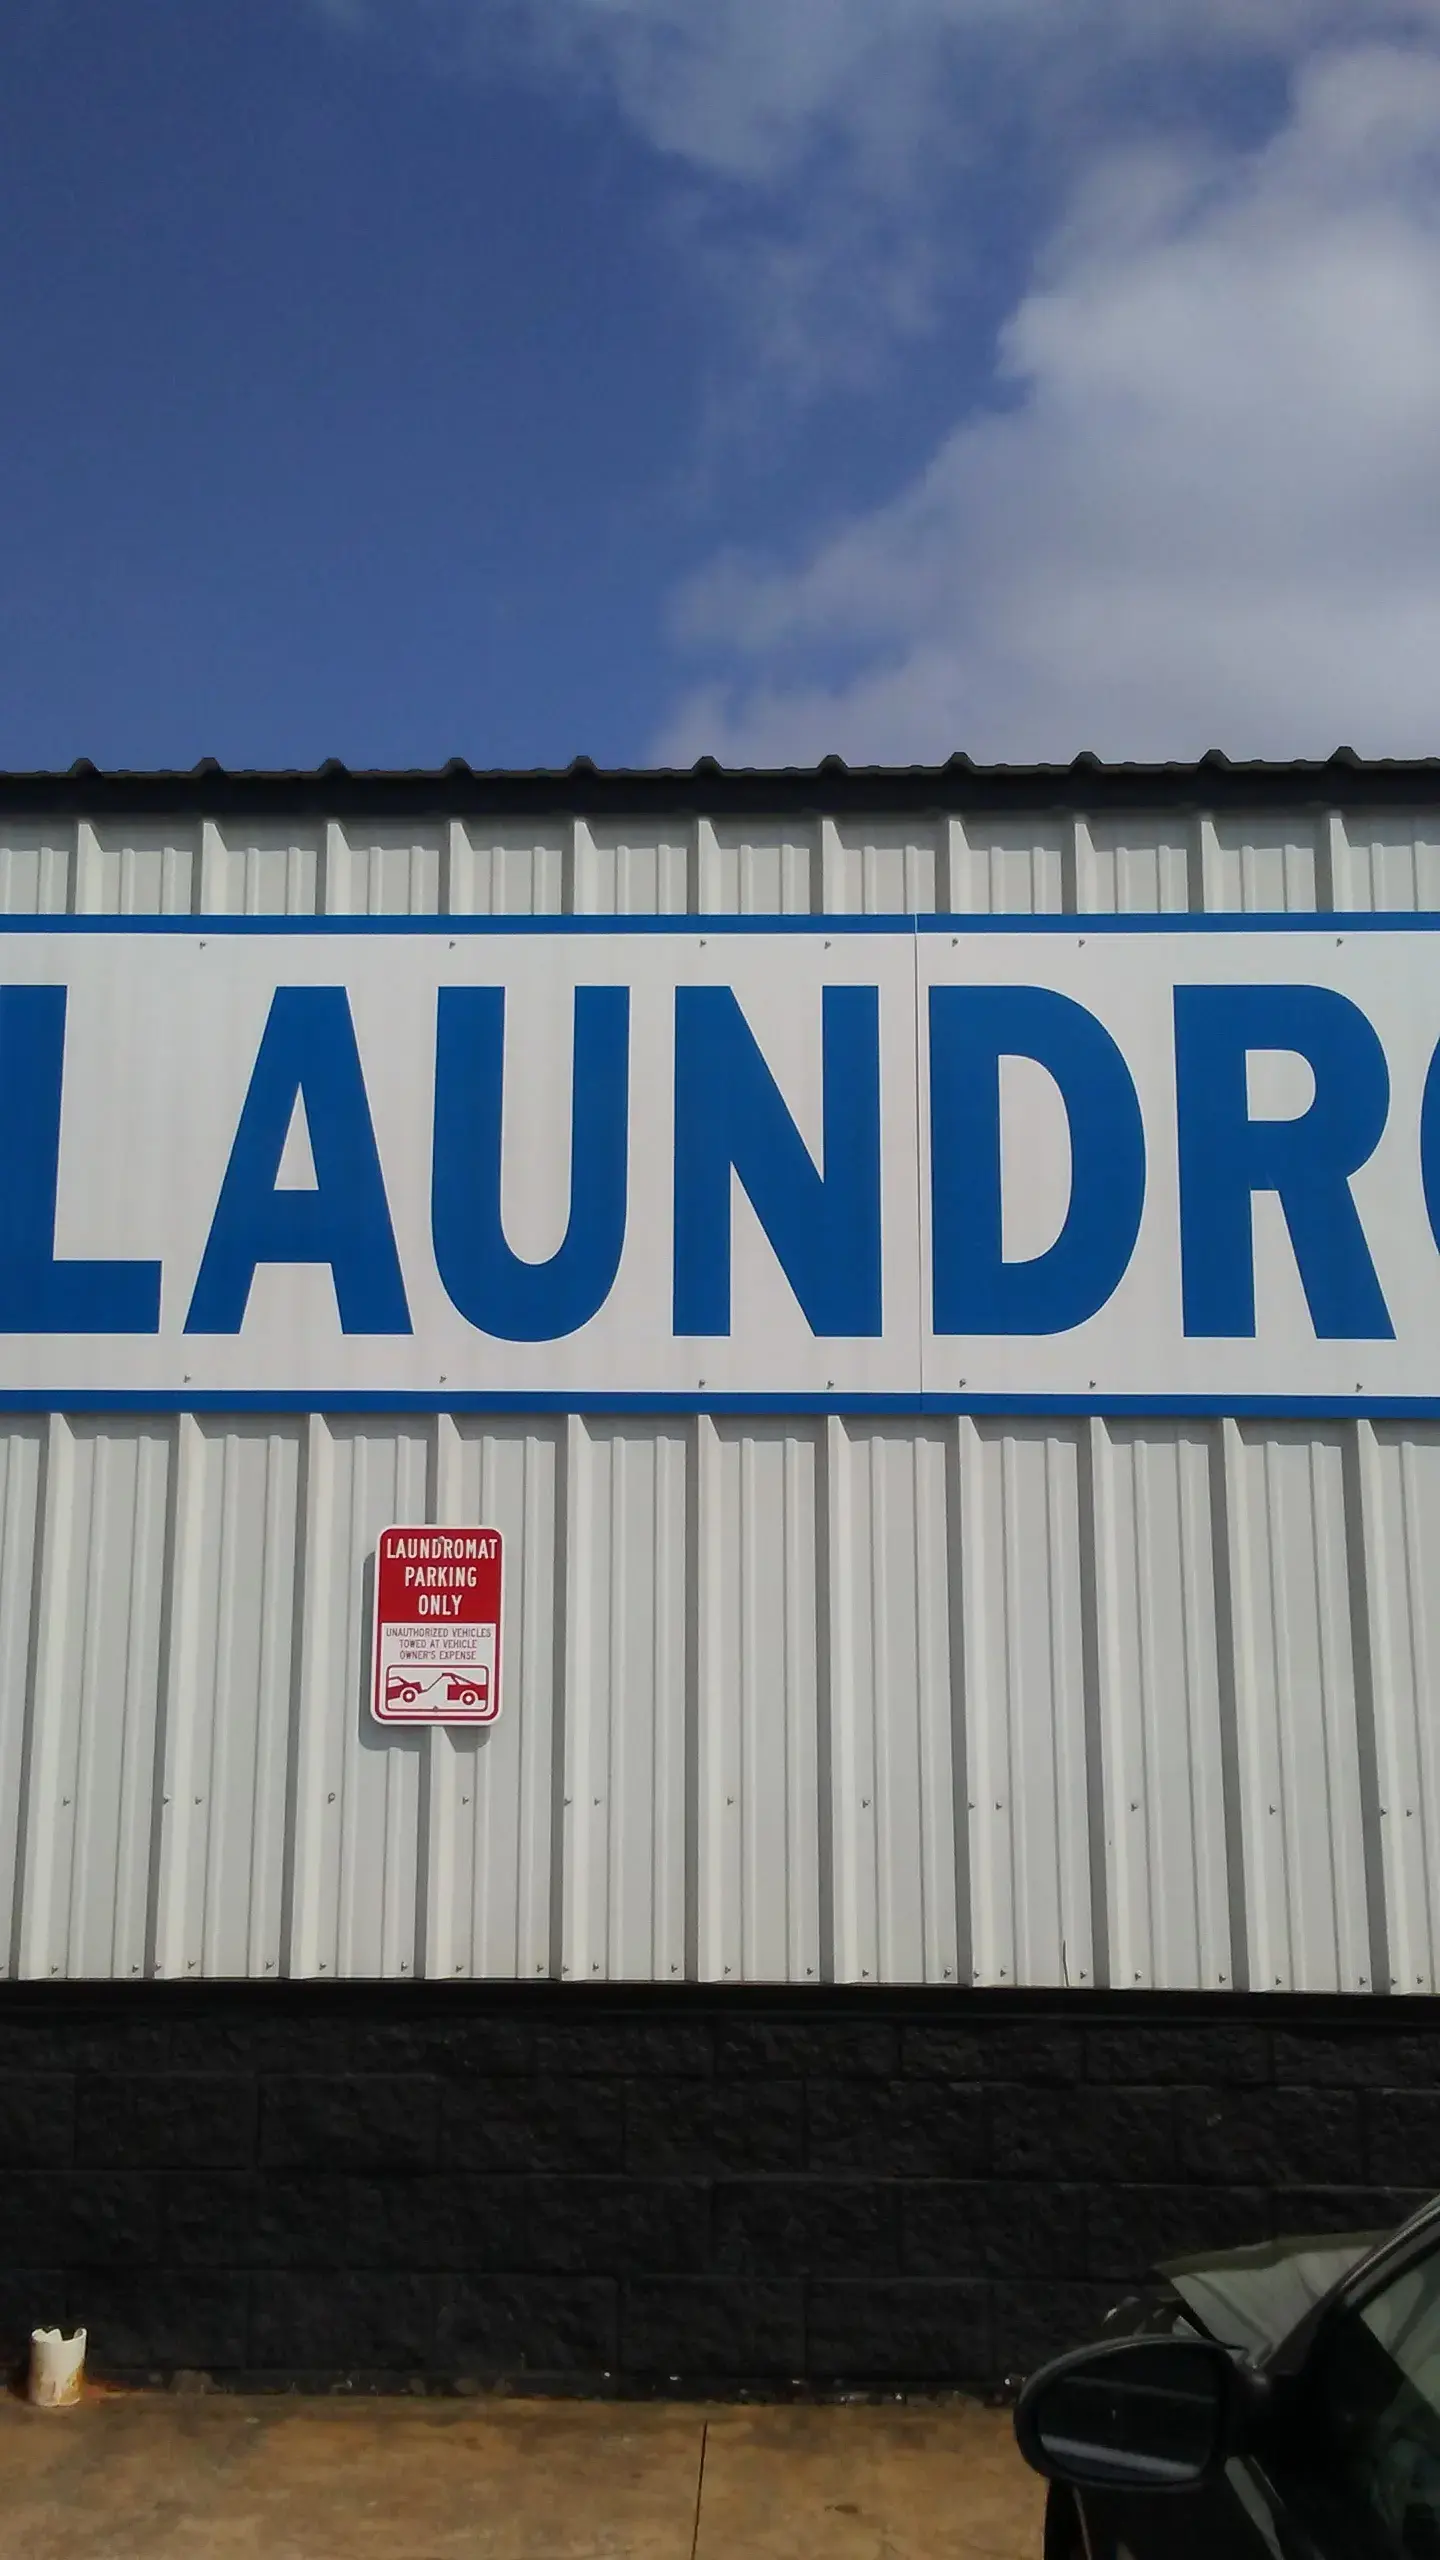 LAUNDRO
LAUNDROMAT
PARKING
ONLY
UNAUTHORIZED VEHICLES
TOWED AT VEHICLE
OWNER'S EXPENSE